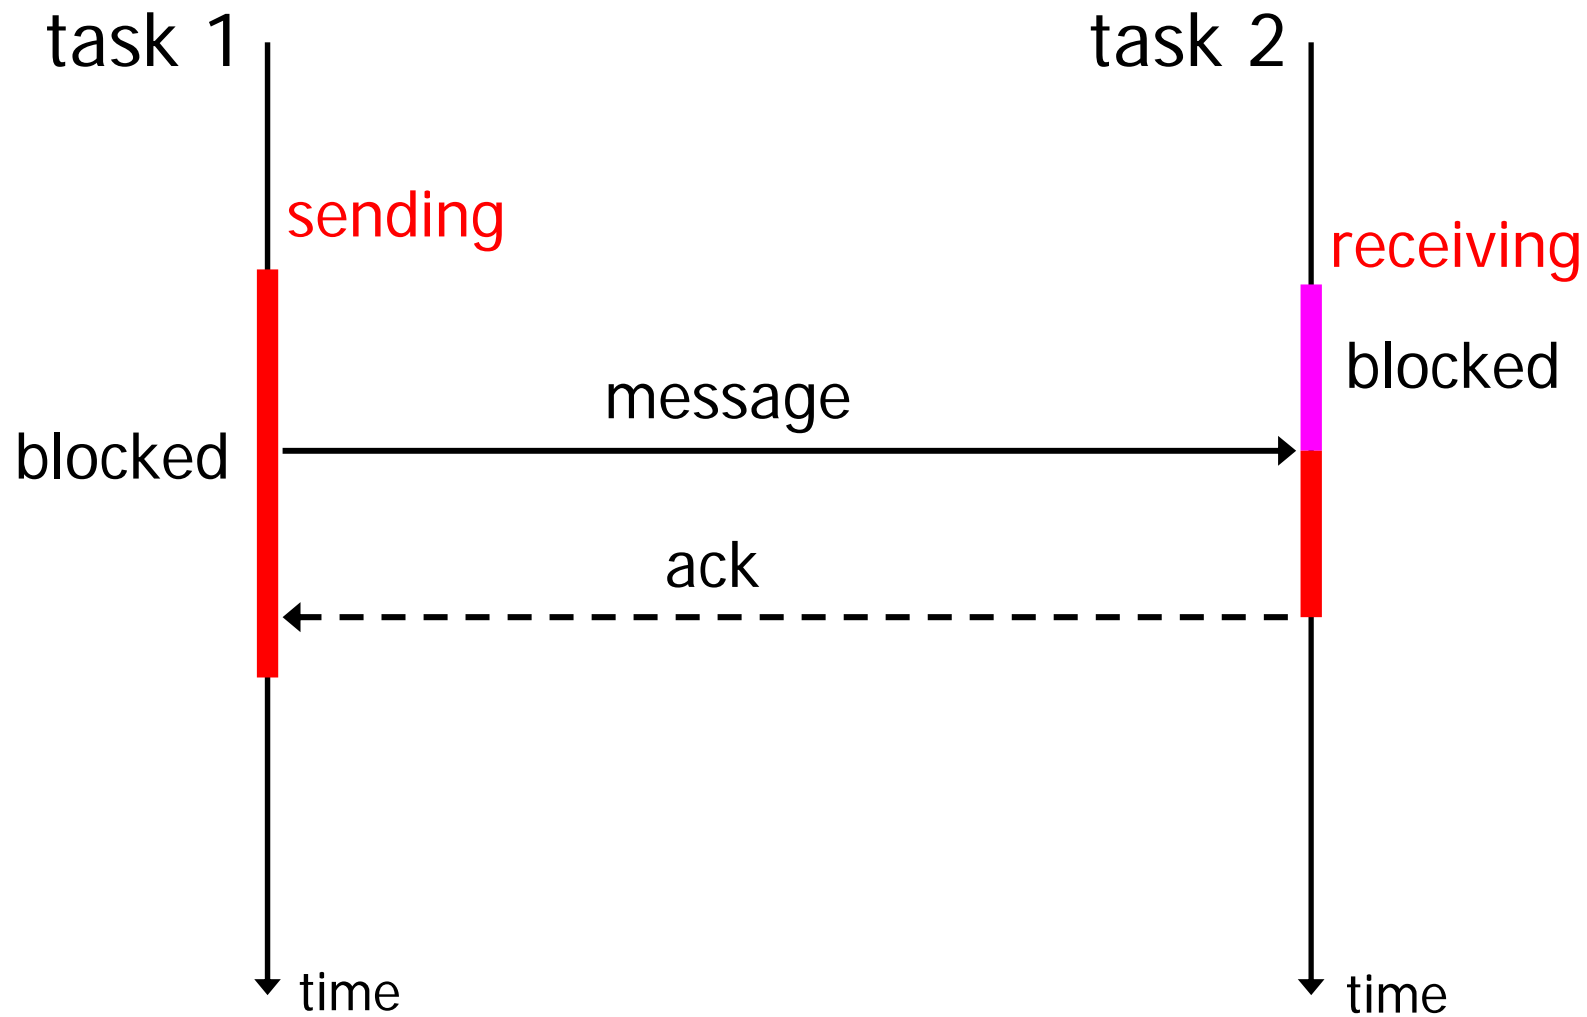 task 1
task 2
sending
receiving
blocked
message
blocked
ack
time
time